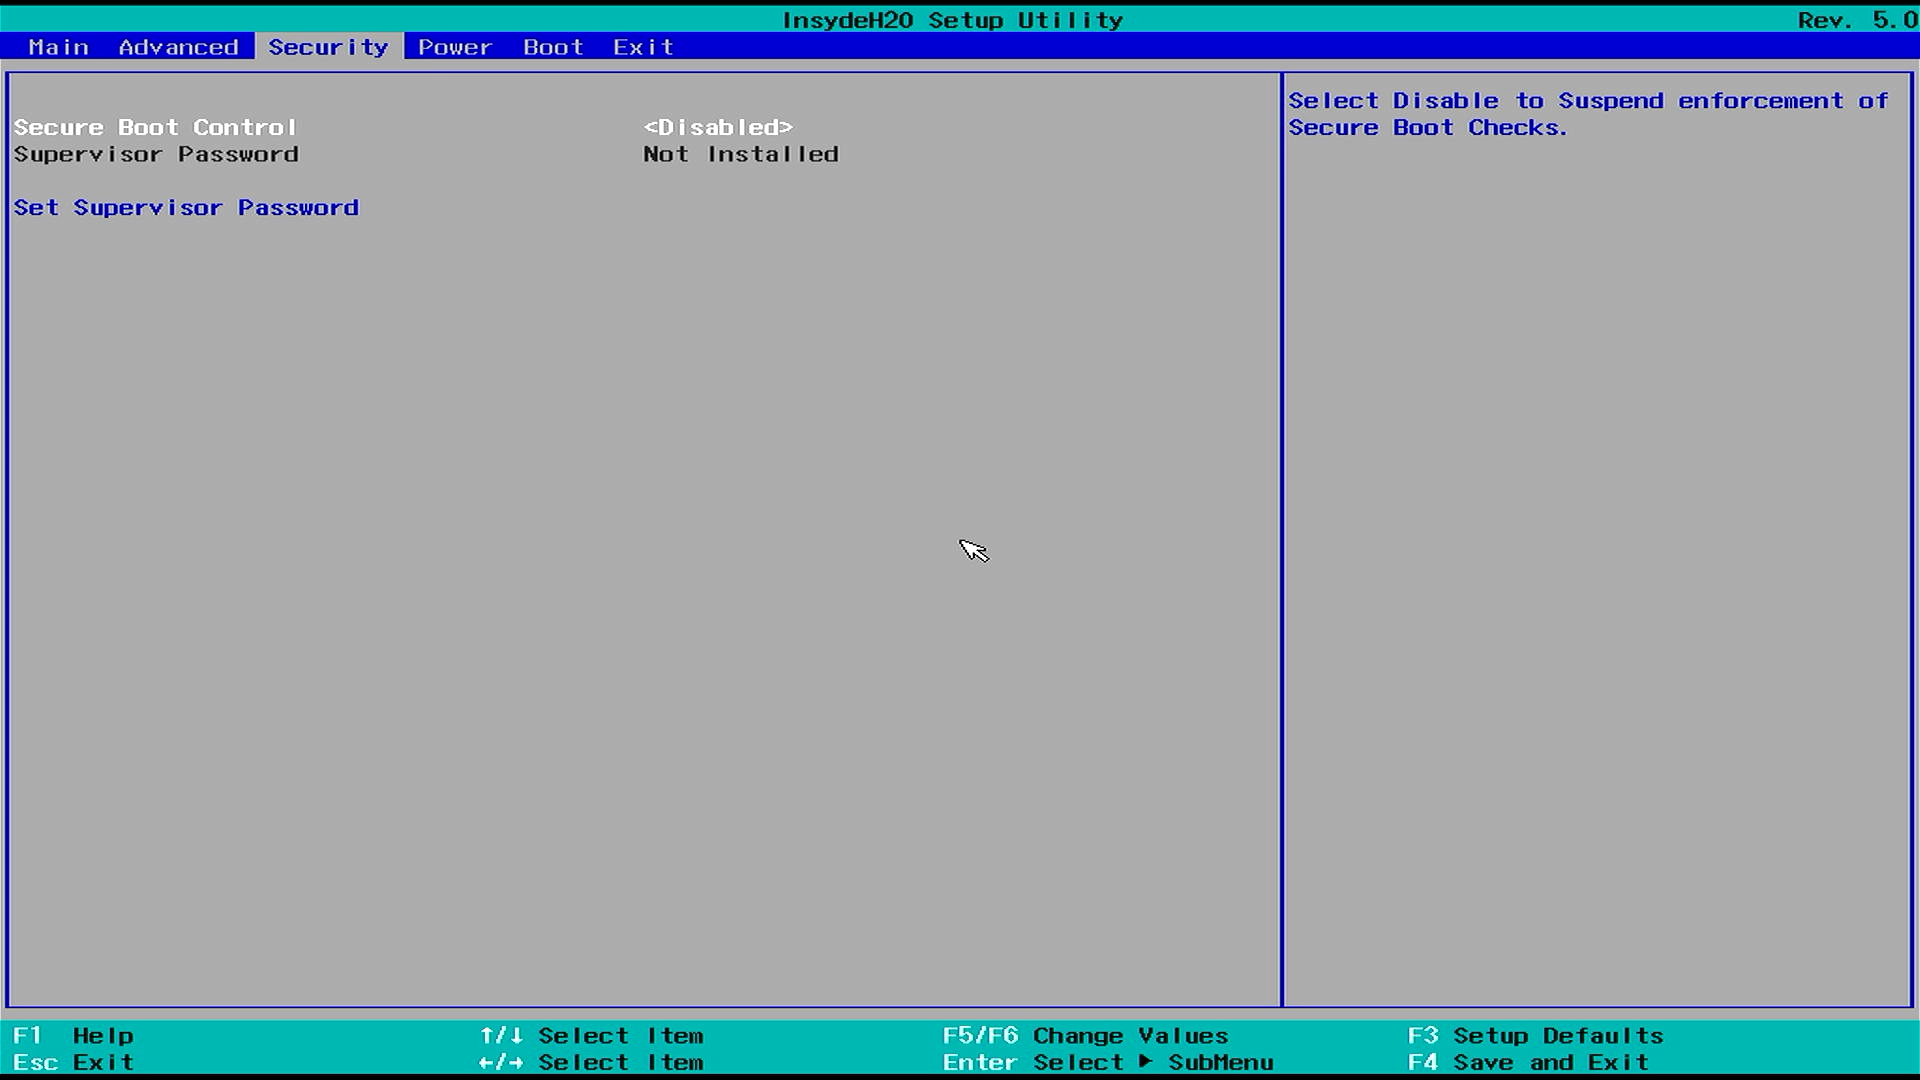 InsydeH20 Setup Utility Rev. 5.0
Main Advanced Security Power Boot Exit
Secure Boot Control <Disabled>
Supervisor Password Not Installed
Set Supervisor Password
Select Disable to Suspend enforcement of
Secure Boot Checks.
F1 Help ↑/↓ Select Item F5/F6 Change Values F3 Setup Defaults
Esc Exit ←/→ Select Item Enter Select ▶ SubMenu F4 Save and Exit